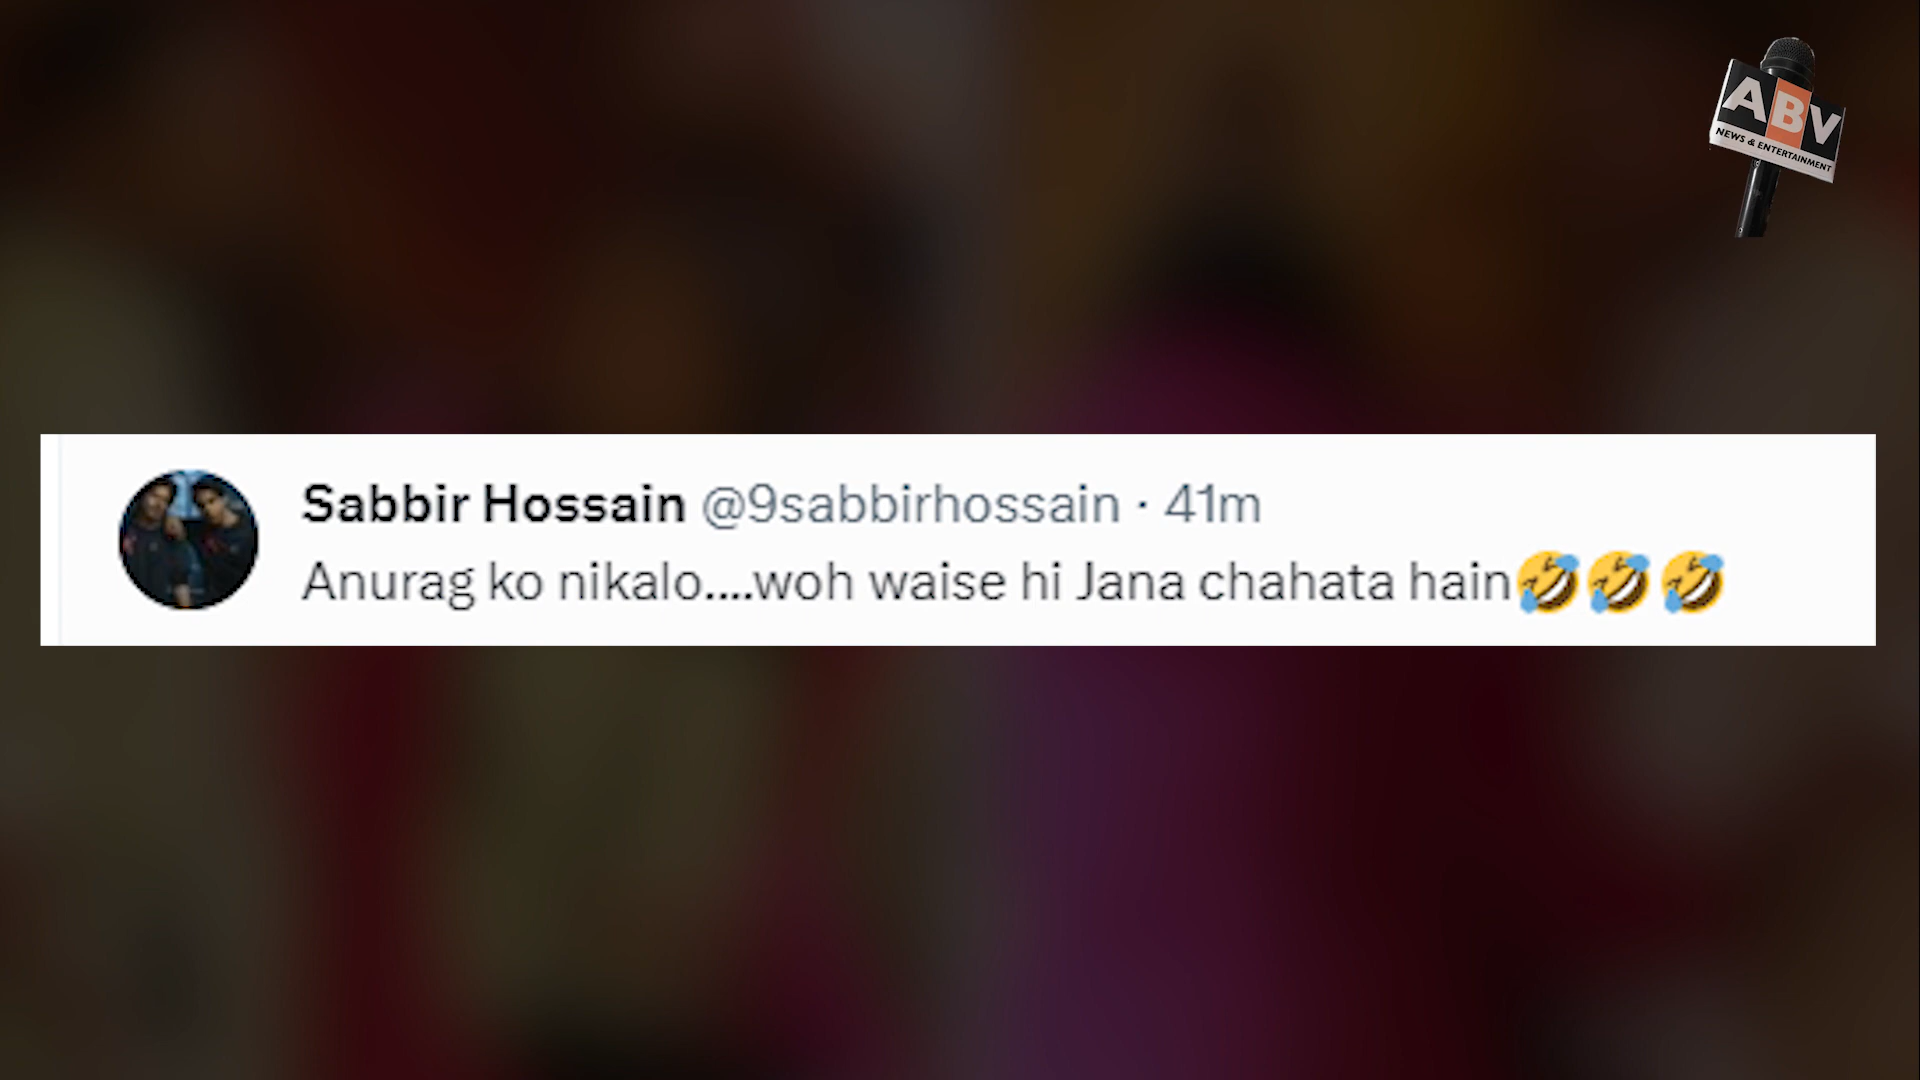 ABV
NEWS & ENTERTAINMENT
Sabbir Hossain @9sabbirhossain · 41m
Anurag ko nikalo....woh waise hi Jana chahata hain🤣🤣🤣